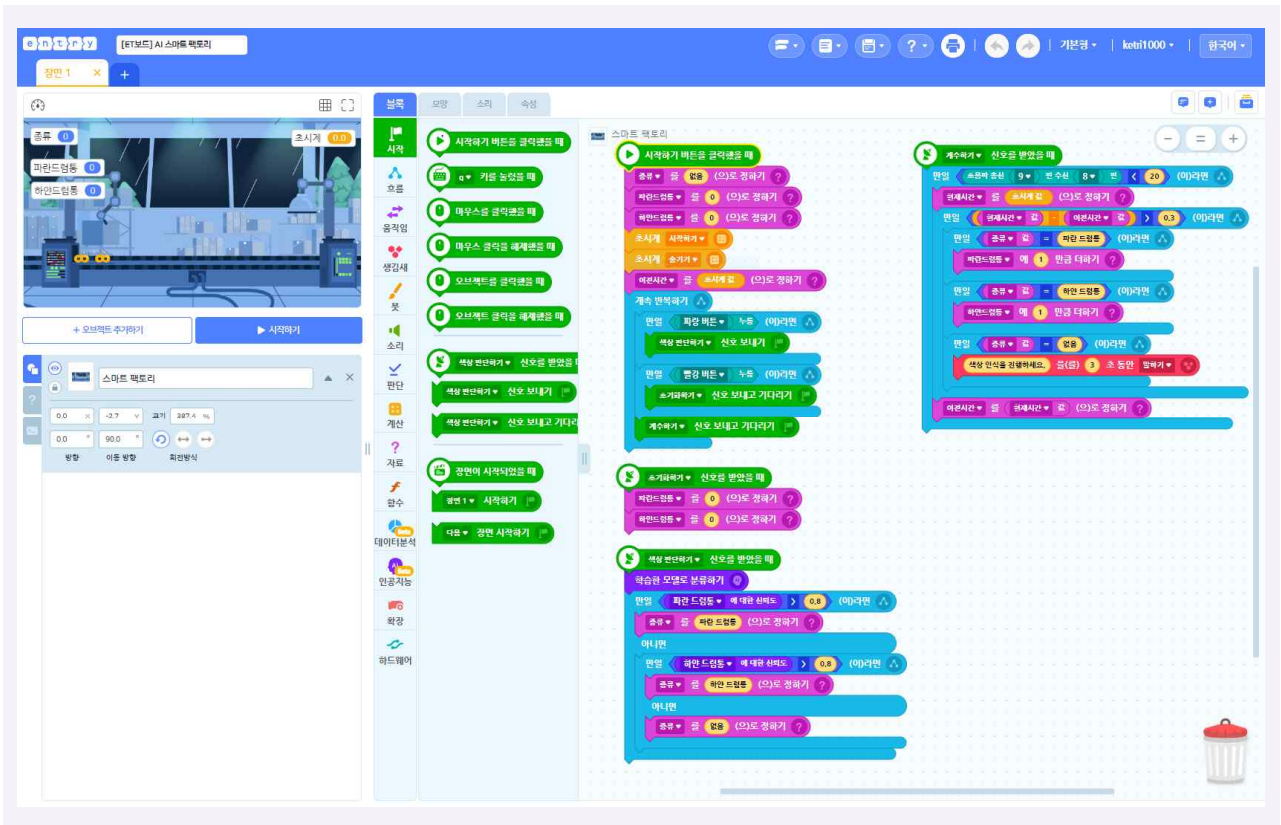 entry
[ET보드] AI 스마트 팩토리
기본형
ketri1000
한국어
장면 1
+
종류 0
초시계 0.0
파란드럼통 0
하얀드럼통 0
+ 오브젝트 추가하기
▶ 시작하기
스마트 팩토리
0.0 X
-2.7 Y
크기 387.4 %
0.0 °
90.0 °
방향
이동 방향
회전방식
블록
모양
소리
속성
시작
흐름
움직임
생김새
붓
소리
판단
계산
자료
함수
데이터분석
인공지능
확장
하드웨어
시작하기 버튼을 클릭했을 때
q 키를 눌렀을 때
마우스를 클릭했을 때
마우스 클릭을 해제했을 때
오브젝트를 클릭했을 때
오브젝트 클릭을 해제했을 때
색상 판단하기 신호를 받았을
색상 판단하기 신호 보내기
색상 판단하기 신호 보내고 기다리
장면이 시작되었을 때
장면 1 시작하기
다음 장면 시작하기
스마트 팩토리
시작하기 버튼을 클릭했을 때
종류 를 없음 (으)로 정하기 ?
파란드럼통 를 0 (으)로 정하기 ?
하얀드럼통 를 0 (으)로 정하기 ?
초시계 시작하기
초시계 숨기기
이전시간 를 초시계 값 (으)로 정하기 ?
계속 반복하기
만일 파랑 버튼 누듬 (이)라면
색상 판단하기 신호 보내기
만일 빨강 버튼 누듬 (이)라면
초기화하기 신호 보내고 기다리기
계수하기 신호 보내고 기다리기
초기화하기 신호를 받았을 때
파란드럼통 를 0 (으)로 정하기 ?
하얀드럼통 를 0 (으)로 정하기 ?
색상 판단하기 신호를 받았을 때
학습한 모델로 분류하기
만일 파란 드럼통 에 대한 신뢰도 > 0.8 (이)라면
종류 를 파란 드럼통 (으)로 정하기 ?
아니면
만일 하얀 드럼통 에 대한 신뢰도 > 0.8 (이)라면
종류 를 하얀 드럼통 (으)로 정하기 ?
아니면
종류 를 없음 (으)로 정하기 ?
계수하기 신호를 받았을 때
만일 초음파 송신 9 번 수신 8 번 < 20 (이)라면
현재시간 를 초시계 값 (으)로 정하기 ?
만일 현재시간 값 - 이전시간 값 > 0.3 (이)라면
만일 종류 값 = 파란 드럼통 (이)라면
파란드럼통 에 1 만큼 더하기 ?
만일 종류 값 = 하얀 드럼통 (이)라면
하얀드럼통 에 1 만큼 더하기 ?
만일 종류 값 = 없음 (이)라면
색상 인식을 진행하세요. 을(를) 3 초 동안 말하기
이전시간 를 현재시간 값 (으)로 정하기 ?